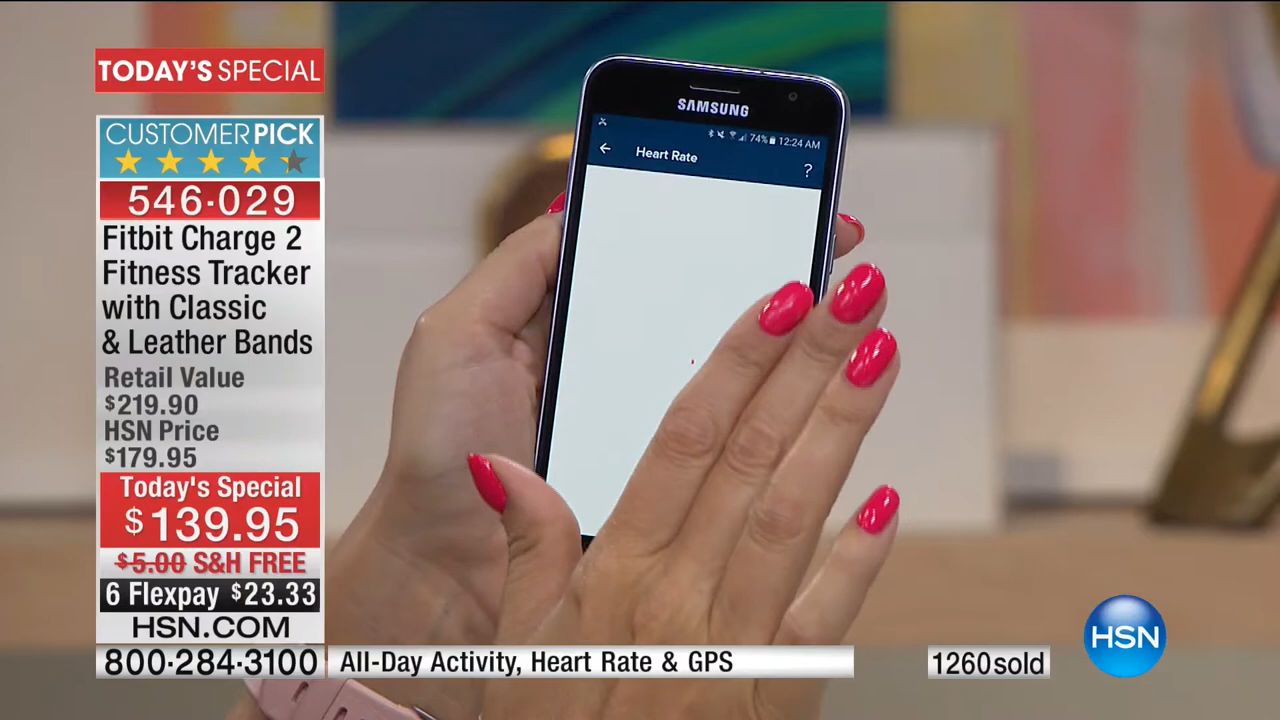 TODAY'S SPECIAL
CUSTOMER PICK
546·029
Fitbit Charge 2
Fitness Tracker
with Classic
& Leather Bands
Retail Value
$219.90
HSN Price
$179.95
Today's Special
$139.95
$5.00 S&H FREE
6 Flexpay $23.33
HSN.COM
800·284·3100
All-Day Activity, Heart Rate & GPS
1260sold
HSN
SAMSUNG
74% 12:24 AM
Heart Rate
?